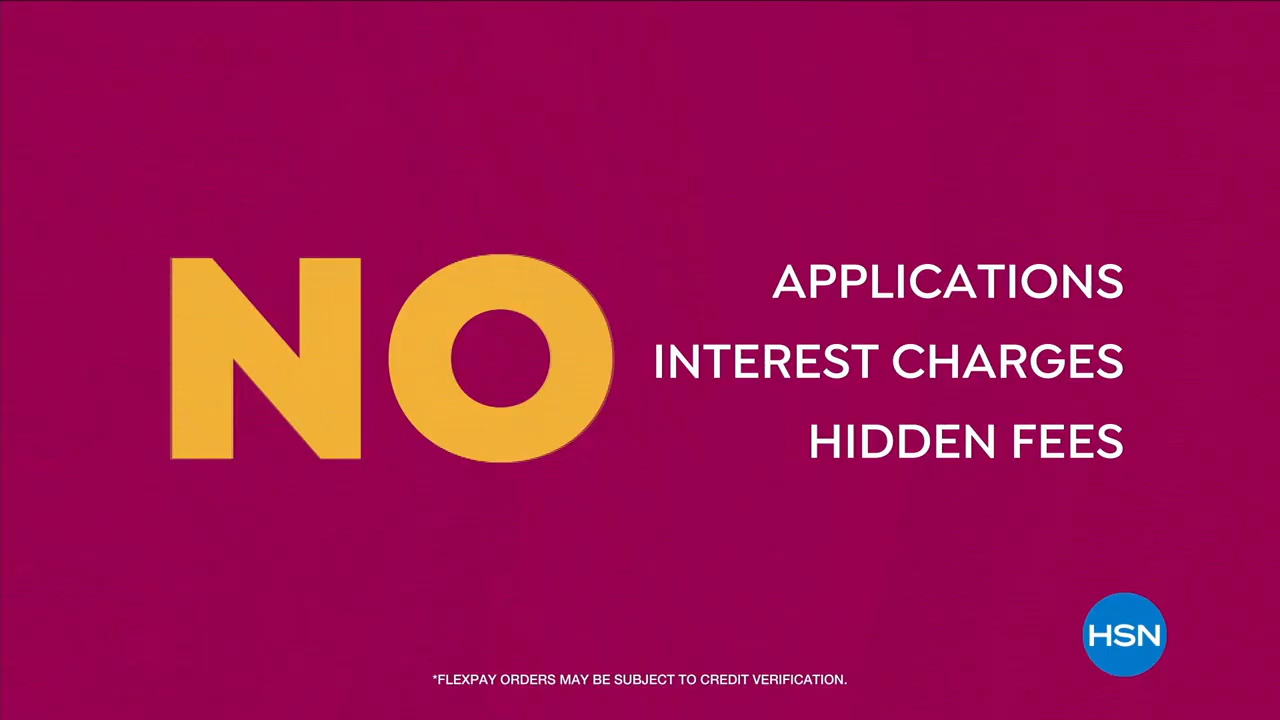 NO
APPLICATIONS
INTEREST CHARGES
HIDDEN FEES
HSN
*FLEXPAY ORDERS MAY BE SUBJECT TO CREDIT VERIFICATION.